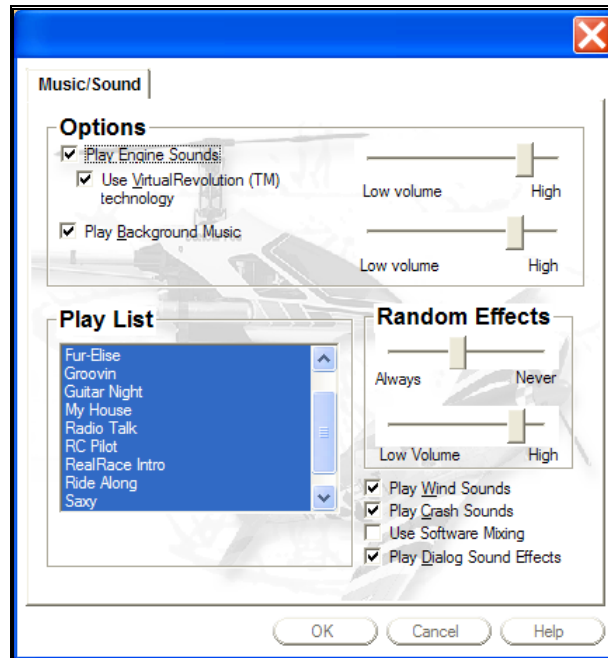 Music/Sound
Options
Play Engine Sounds
Use VirtualRevolution (TM)
technology
Low volume High
Play Background Music
Low volume High
Play List
Fur-Elise
Groovin
Guitar Night
My House
Radio Talk
RC Pilot
RealRace Intro
Ride Along
Saxy
Random Effects
Always Never
Low Volume High
Play Wind Sounds
Play Crash Sounds
Use Software Mixing
Play Dialog Sound Effects
OK Cancel Help